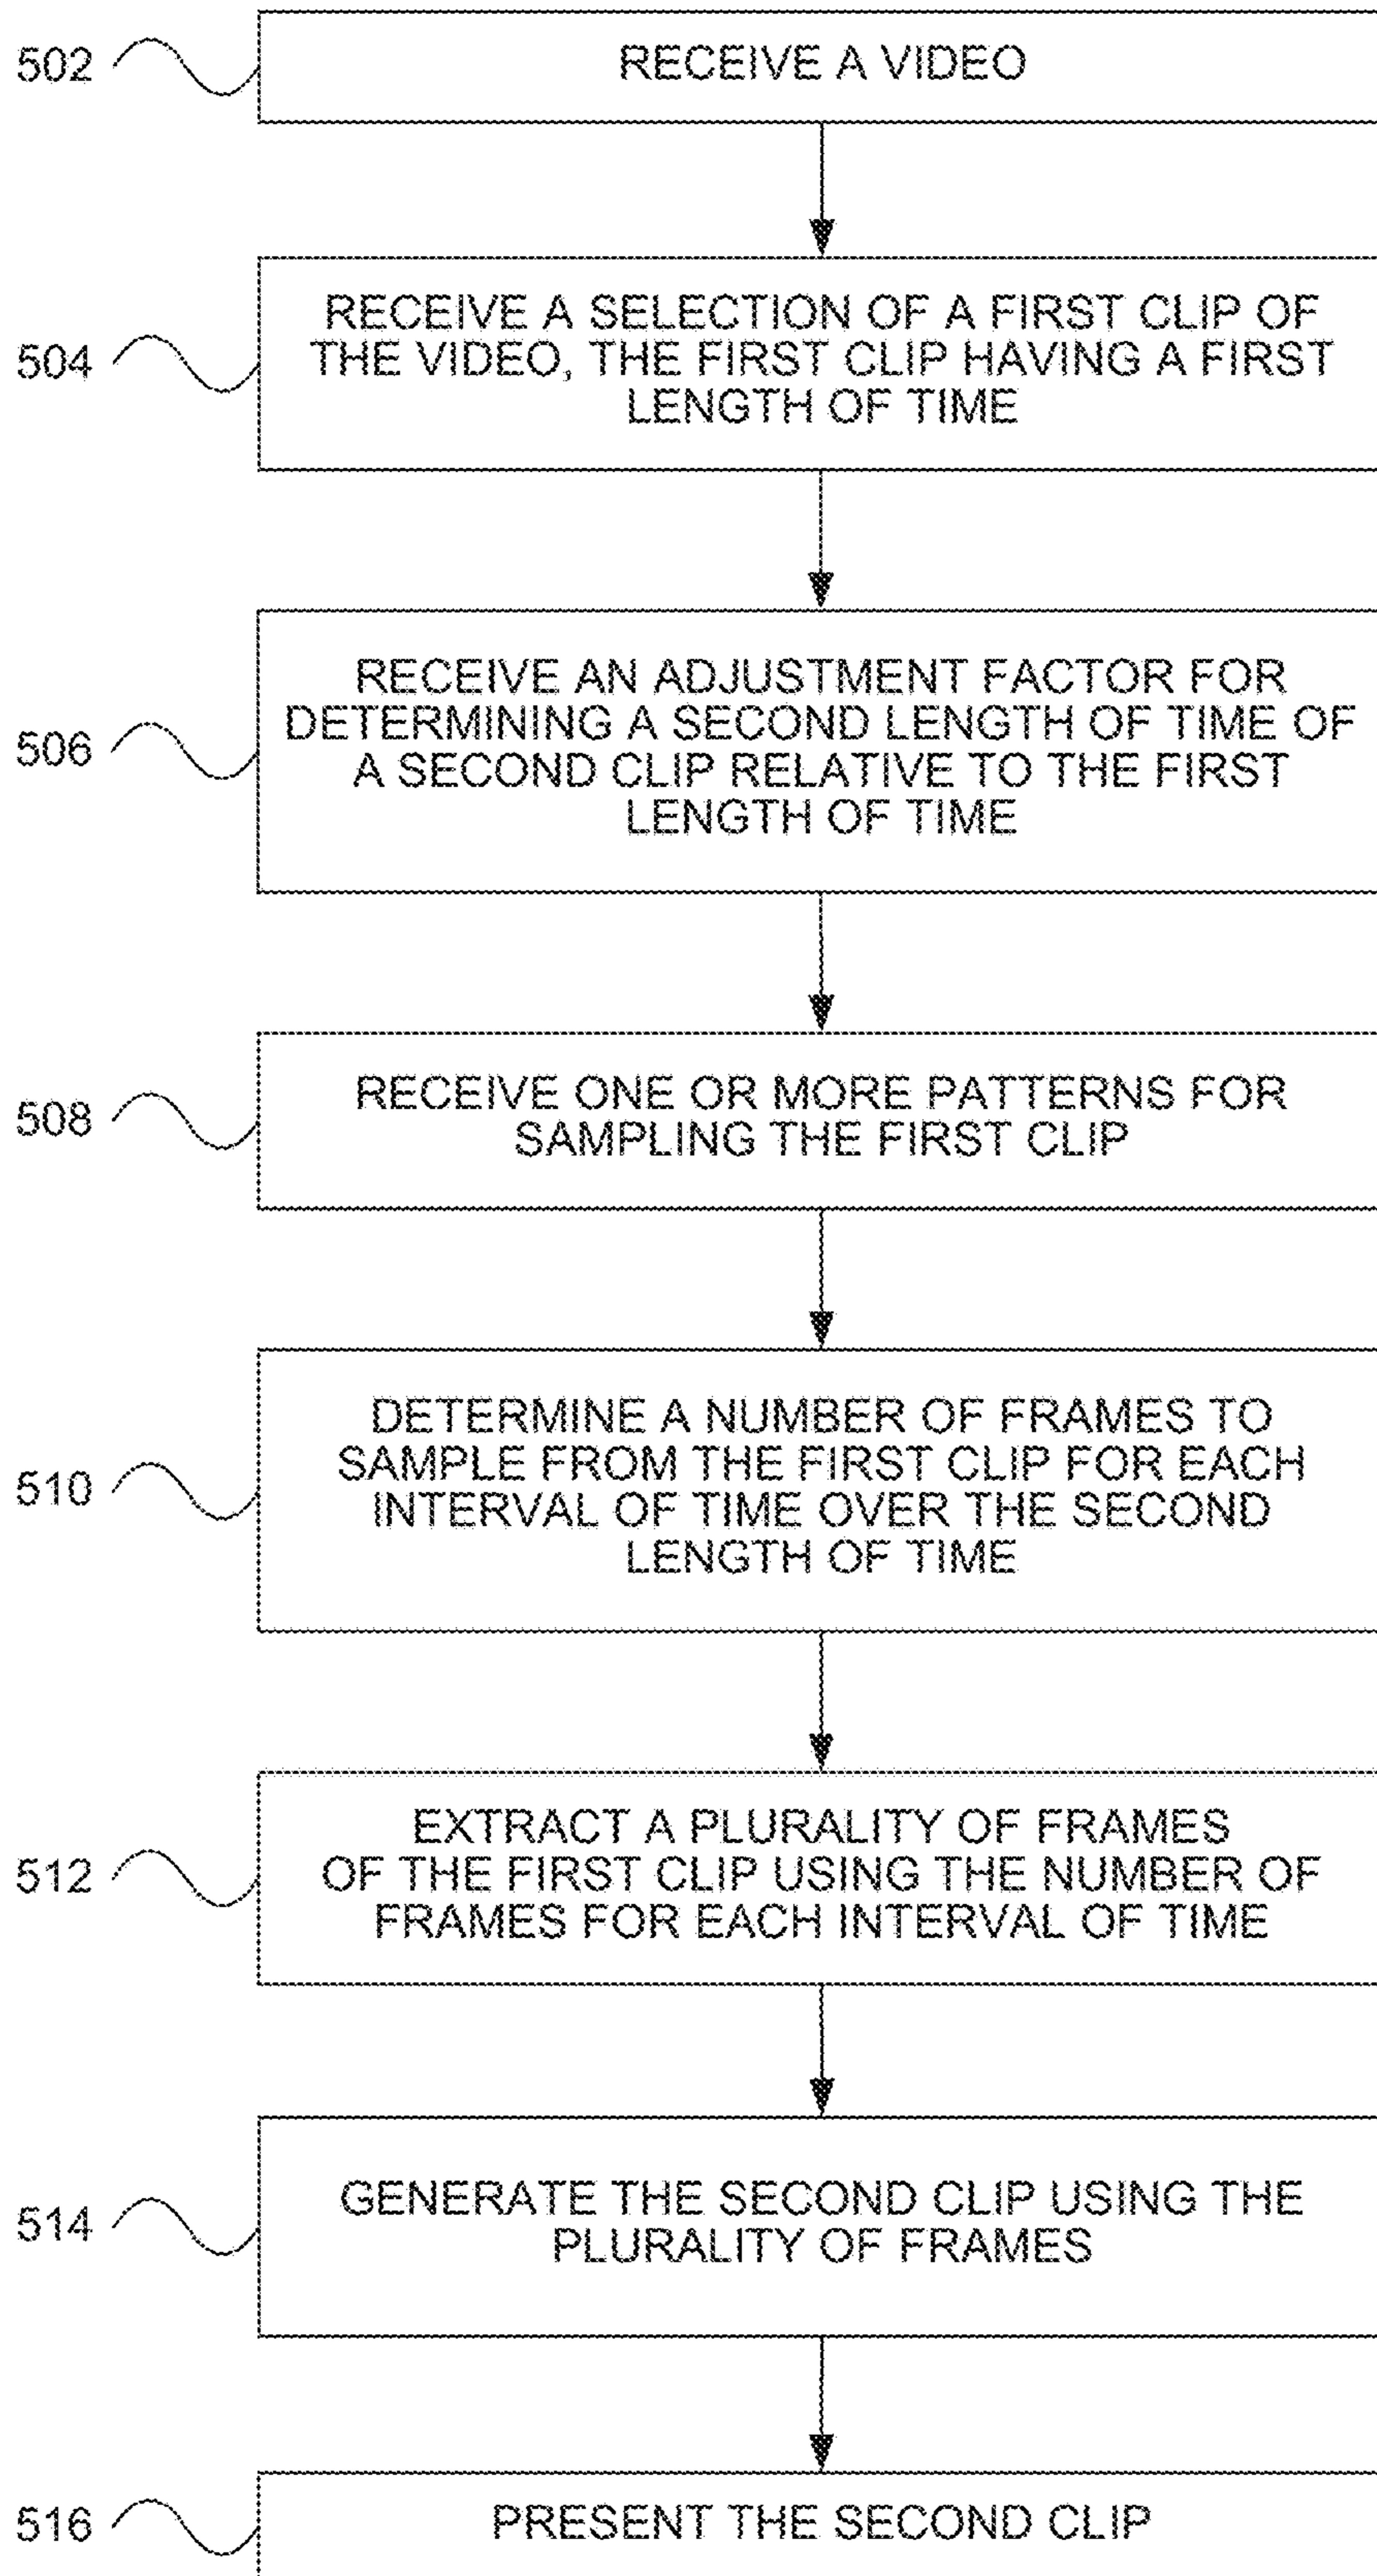 502
RECEIVE A VIDEO
504
RECEIVE A SELECTION OF A FIRST CLIP OF
THE VIDEO, THE FIRST CLIP HAVING A FIRST
LENGTH OF TIME
506
RECEIVE AN ADJUSTMENT FACTOR FOR
DETERMINING A SECOND LENGTH OF TIME OF
A SECOND CLIP RELATIVE TO THE FIRST
LENGTH OF TIME
508
RECEIVE ONE OR MORE PATTERNS FOR
SAMPLING THE FIRST CLIP
510
DETERMINE A NUMBER OF FRAMES TO
SAMPLE FROM THE FIRST CLIP FOR EACH
INTERVAL OF TIME OVER THE SECOND
LENGTH OF TIME
512
EXTRACT A PLURALITY OF FRAMES
OF THE FIRST CLIP USING THE NUMBER OF
FRAMES FOR EACH INTERVAL OF TIME
514
GENERATE THE SECOND CLIP USING THE
PLURALITY OF FRAMES
516
PRESENT THE SECOND CLIP